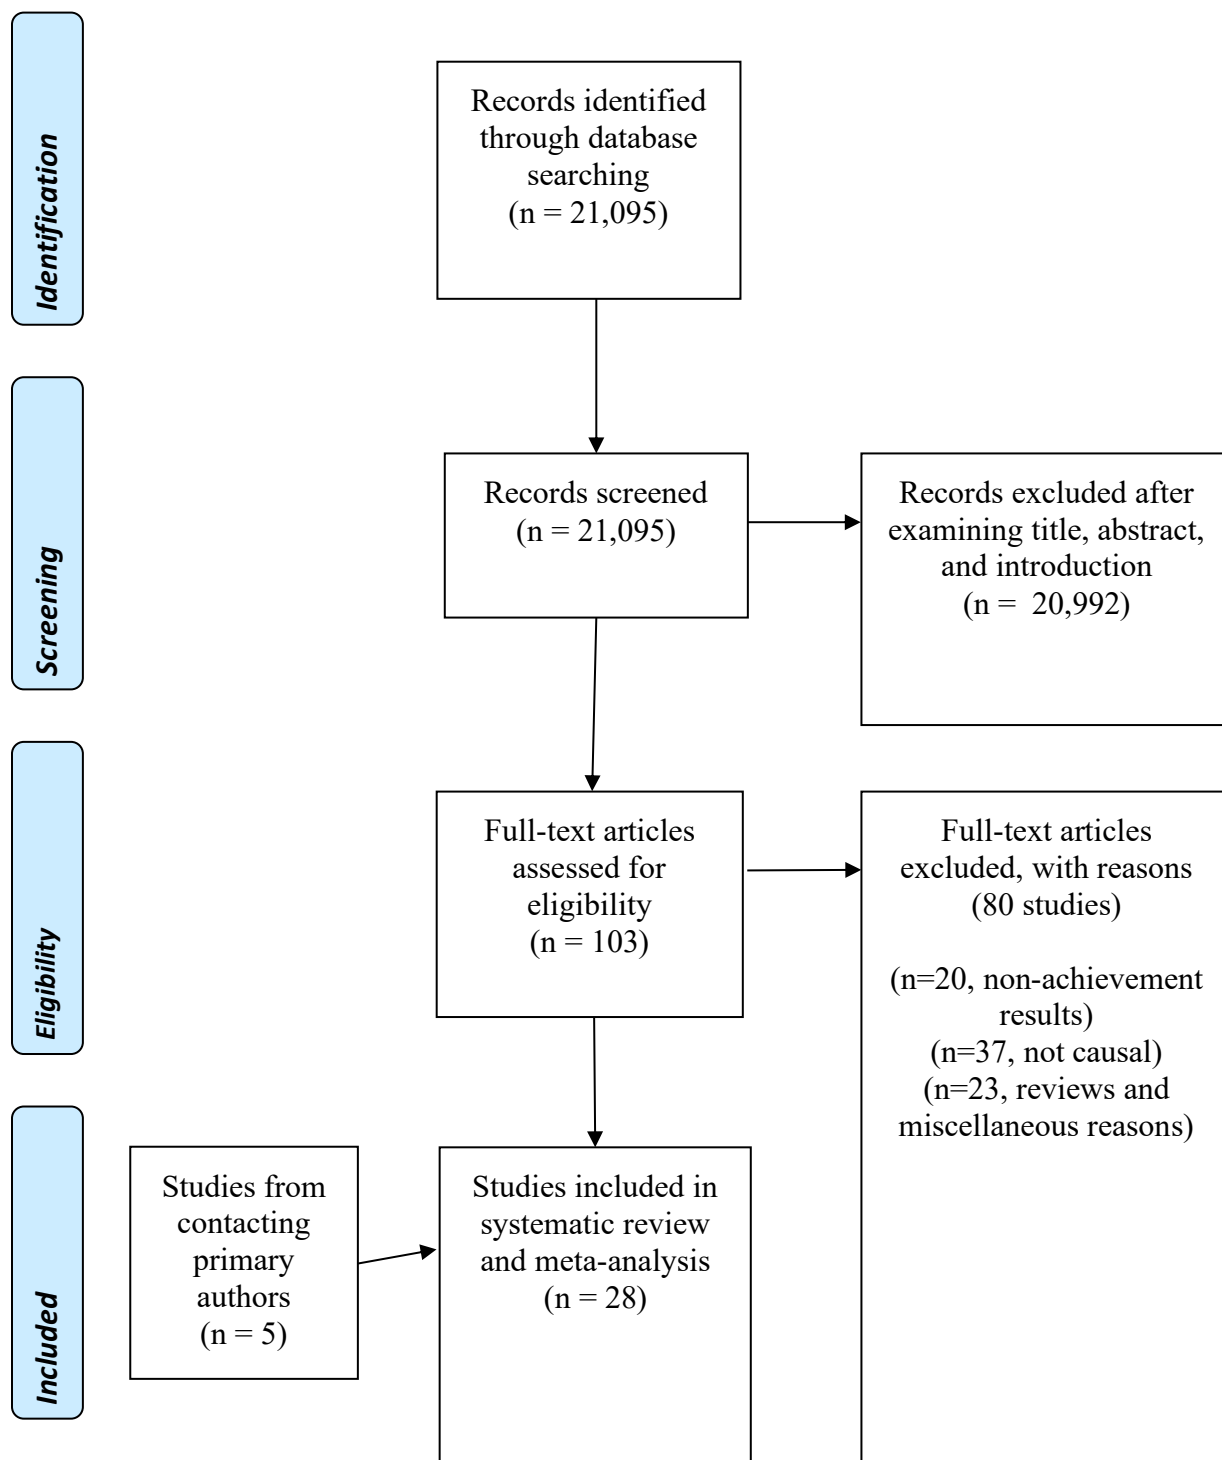 Identification
Records identified
through database
searching
(n = 21,095)
Screening
Records screened
(n = 21,095)
Records excluded after
examining title, abstract,
and introduction
(n =  20,992)
Eligibility
Full-text articles
assessed for
eligibility
(n = 103)
Full-text articles
excluded, with reasons
(80 studies)
(n=20, non-achievement
results)
(n=37, not causal)
(n=23, reviews and
miscellaneous reasons)
Included
Studies from
contacting
primary
authors
(n = 5)
Studies included in
systematic review
and meta-analysis
(n = 28)